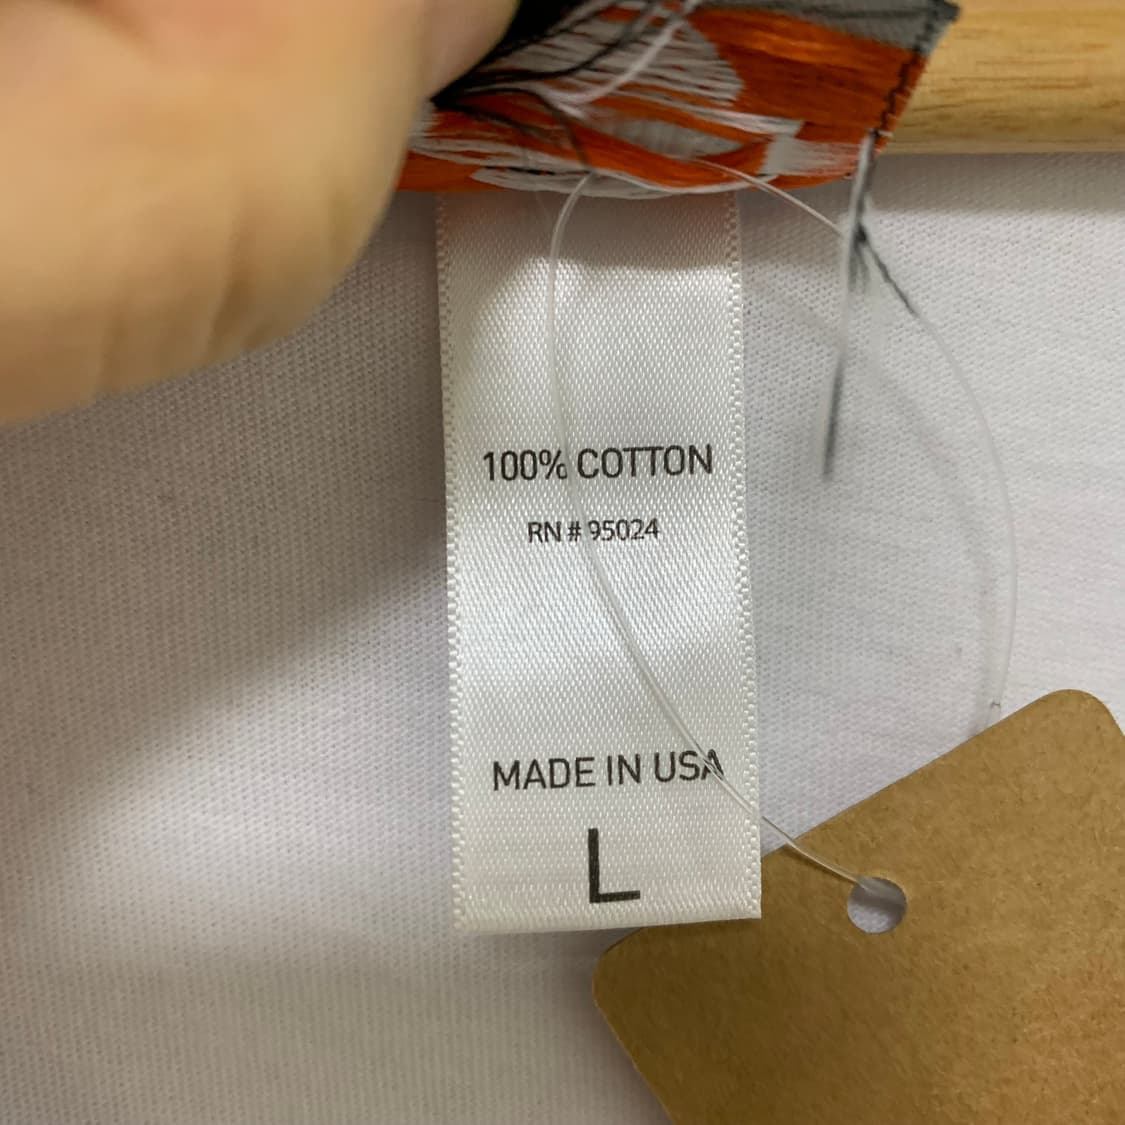 100% COTTON
RN # 95024
MADE IN USA
L